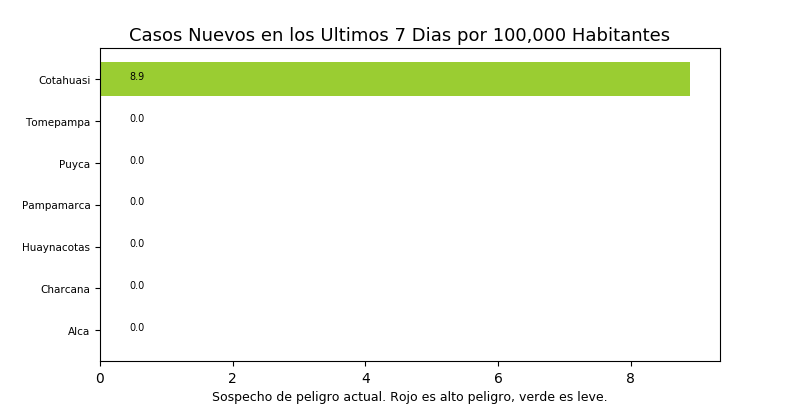 Casos Nuevos en los Ultimos 7 Dias por 100,000 Habitantes
Cotahuasi 8.9
Tomepampa 0.0
Puyca 0.0
Pampamarca 0.0
Huaynacotas 0.0
Charcana 0.0
Alca 0.0
0 2 4 6 8
Sospecho de peligro actual. Rojo es alto peligro, verde es leve.